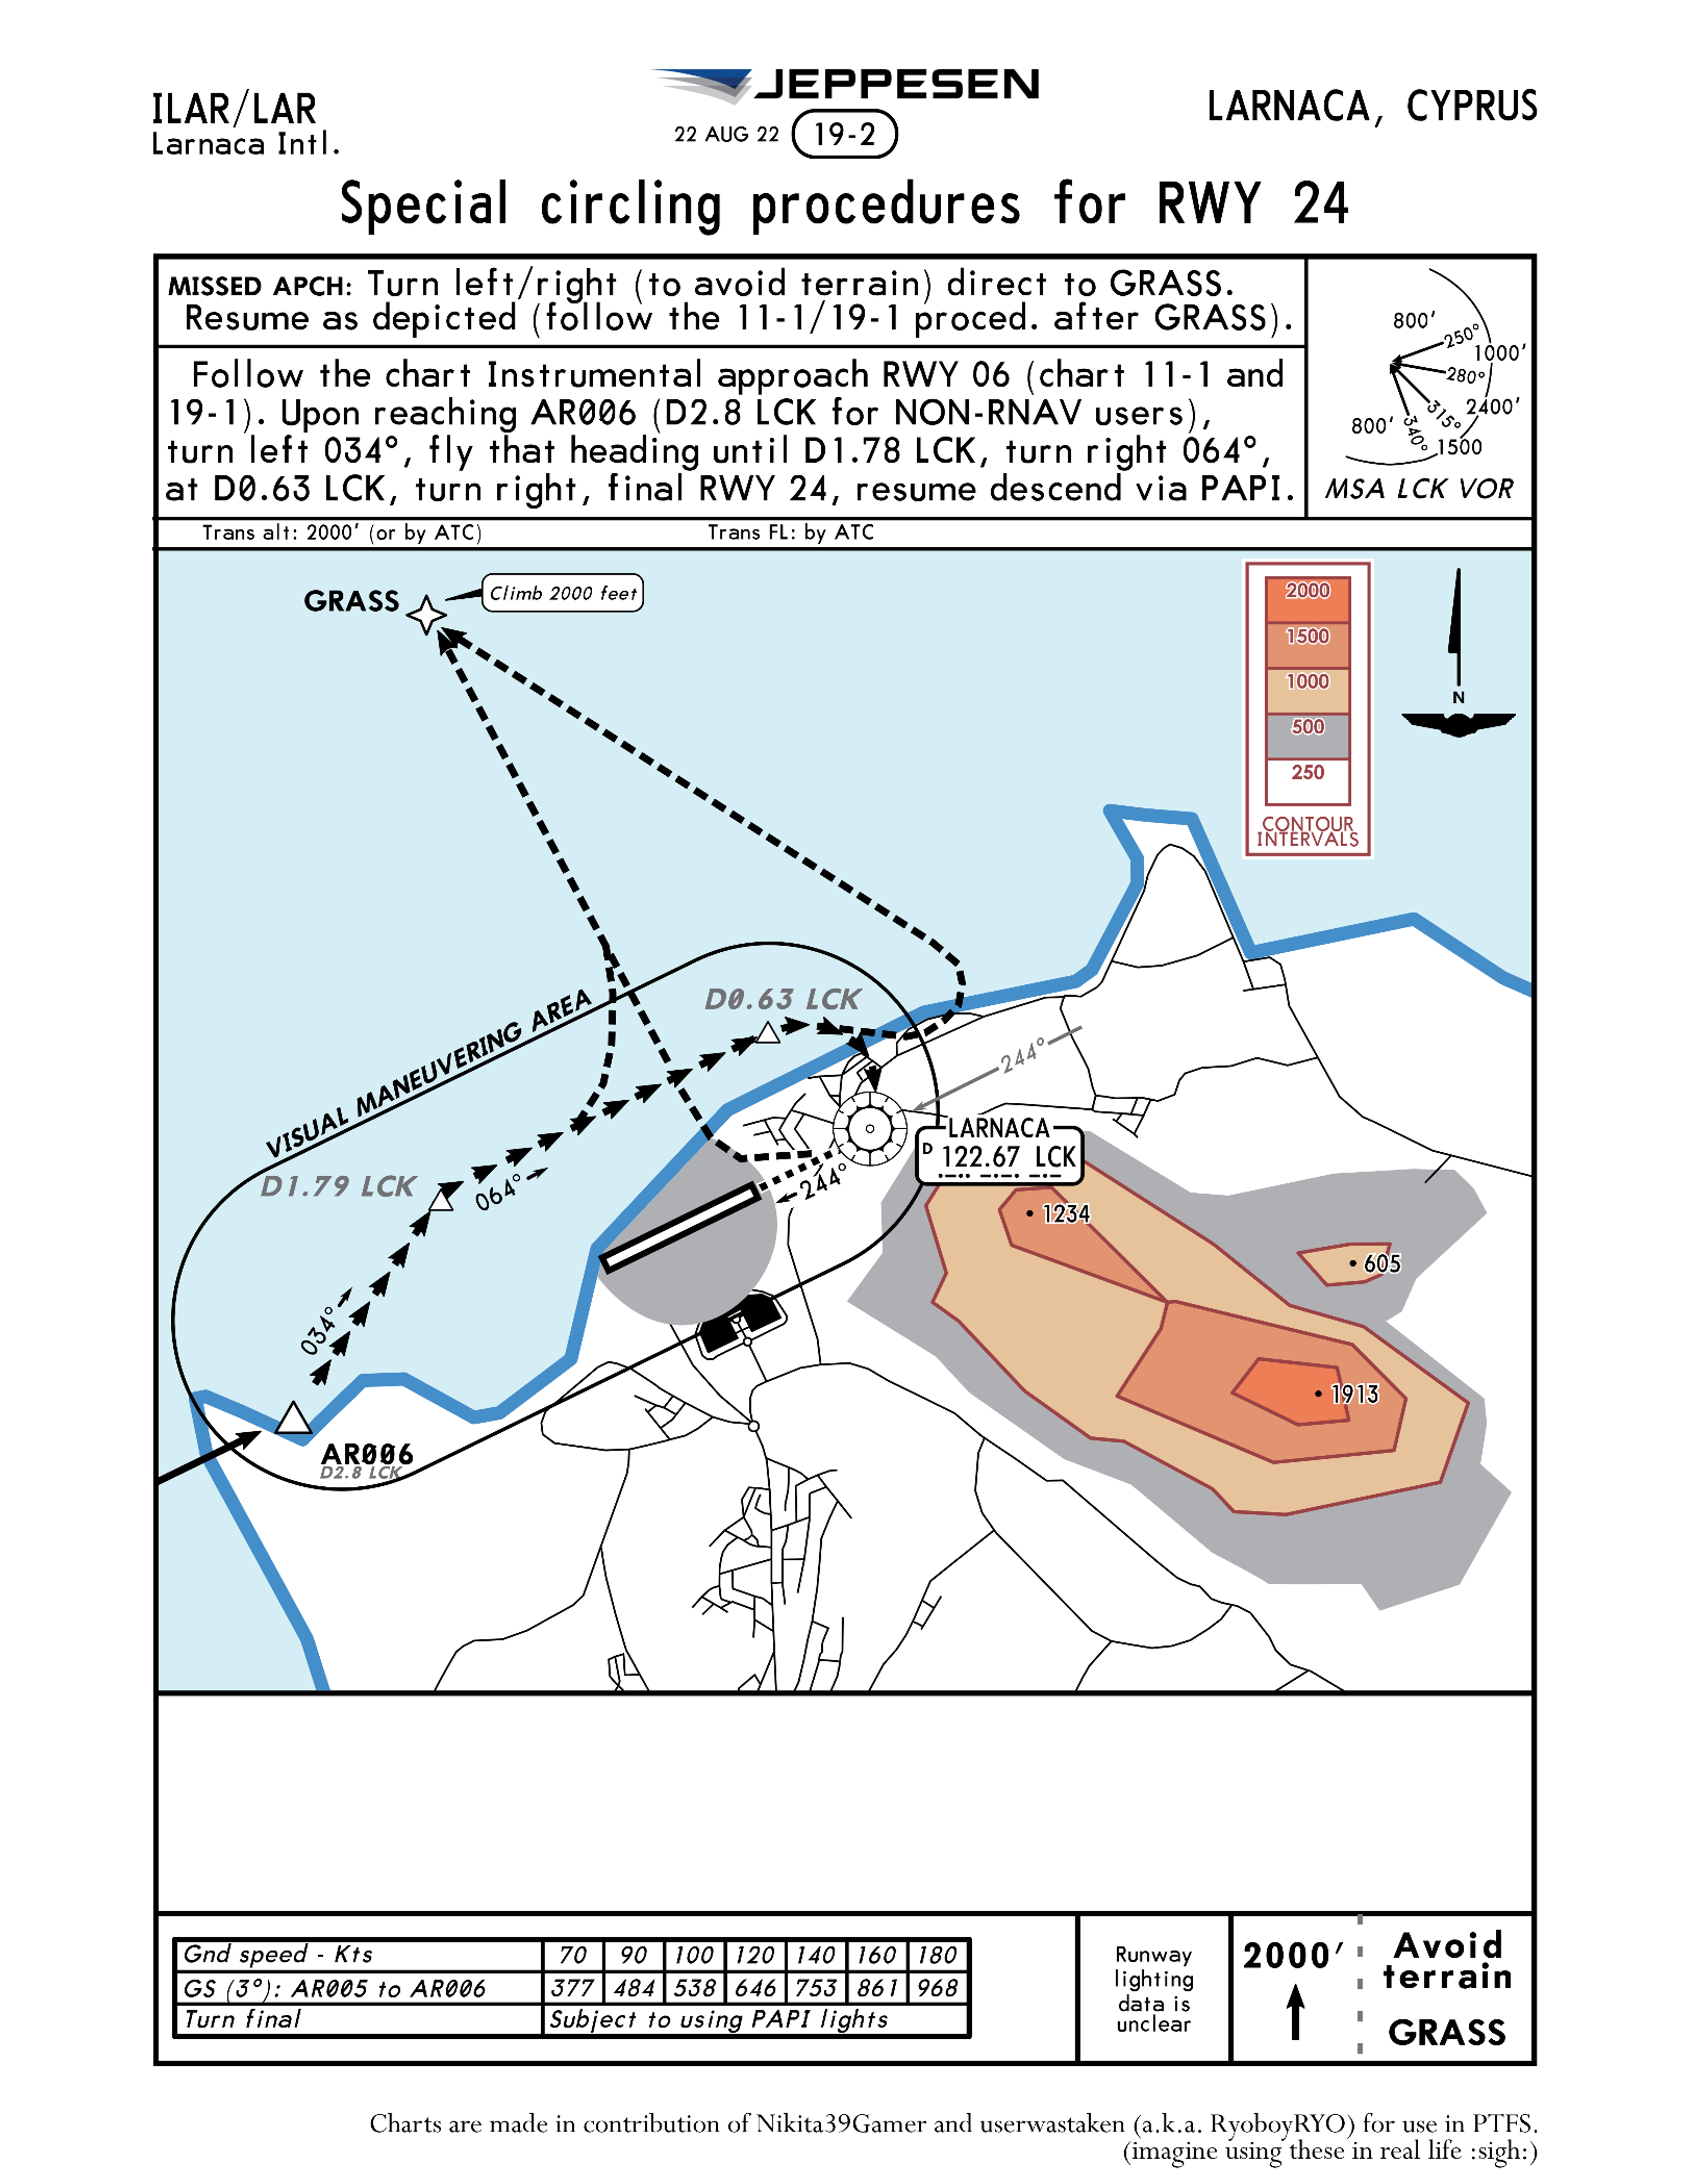 ILAR/LAR
Larnaca Intl.
JEPPESEN
22 AUG 22
19-2
LARNACA, CYPRUS
Special circling procedures for RWY 24
MISSED APCH: Turn left/right (to avoid terrain) direct to GRASS.
Resume as depicted (follow the 11-1/19-1 proced. after GRASS).
Follow the chart Instrumental approach RWY 06 (chart 11-1 and
19-1). Upon reaching AR006 (D2.8 LCK for NON-RNAV users),
turn left 034°, fly that heading until D1.78 LCK, turn right 064°,
at D0.63 LCK, turn right, final RWY 24, resume descend via PAPI.
800'
250°
1000'
280°
2400'
315°
800'
340°
1500
MSA LCK VOR
Trans alt: 2000' (or by ATC)
Trans FL: by ATC
GRASS
Climb 2000 feet
2000
1500
1000
500
250
CONTOUR
INTERVALS
N
D0.63 LCK
VISUAL MANEUVERING AREA
244°
LARNACA
D 122.67 LCK
D1.79 LCK
064°
244°
1234
605
034°
1913
AR006
D2.8 LCK
Gnd speed - Kts 70 90 100 120 140 160 180
GS (3°): AR005 to AR006 377 484 538 646 753 861 968
Turn final Subject to using PAPI lights
Runway
lighting
data is
unclear
2000'
Avoid
terrain
GRASS
Charts are made in contribution of Nikita39Gamer and userwastaken (a.k.a. RyoboyRYO) for use in PTFS.
(imagine using these in real life :sigh:)